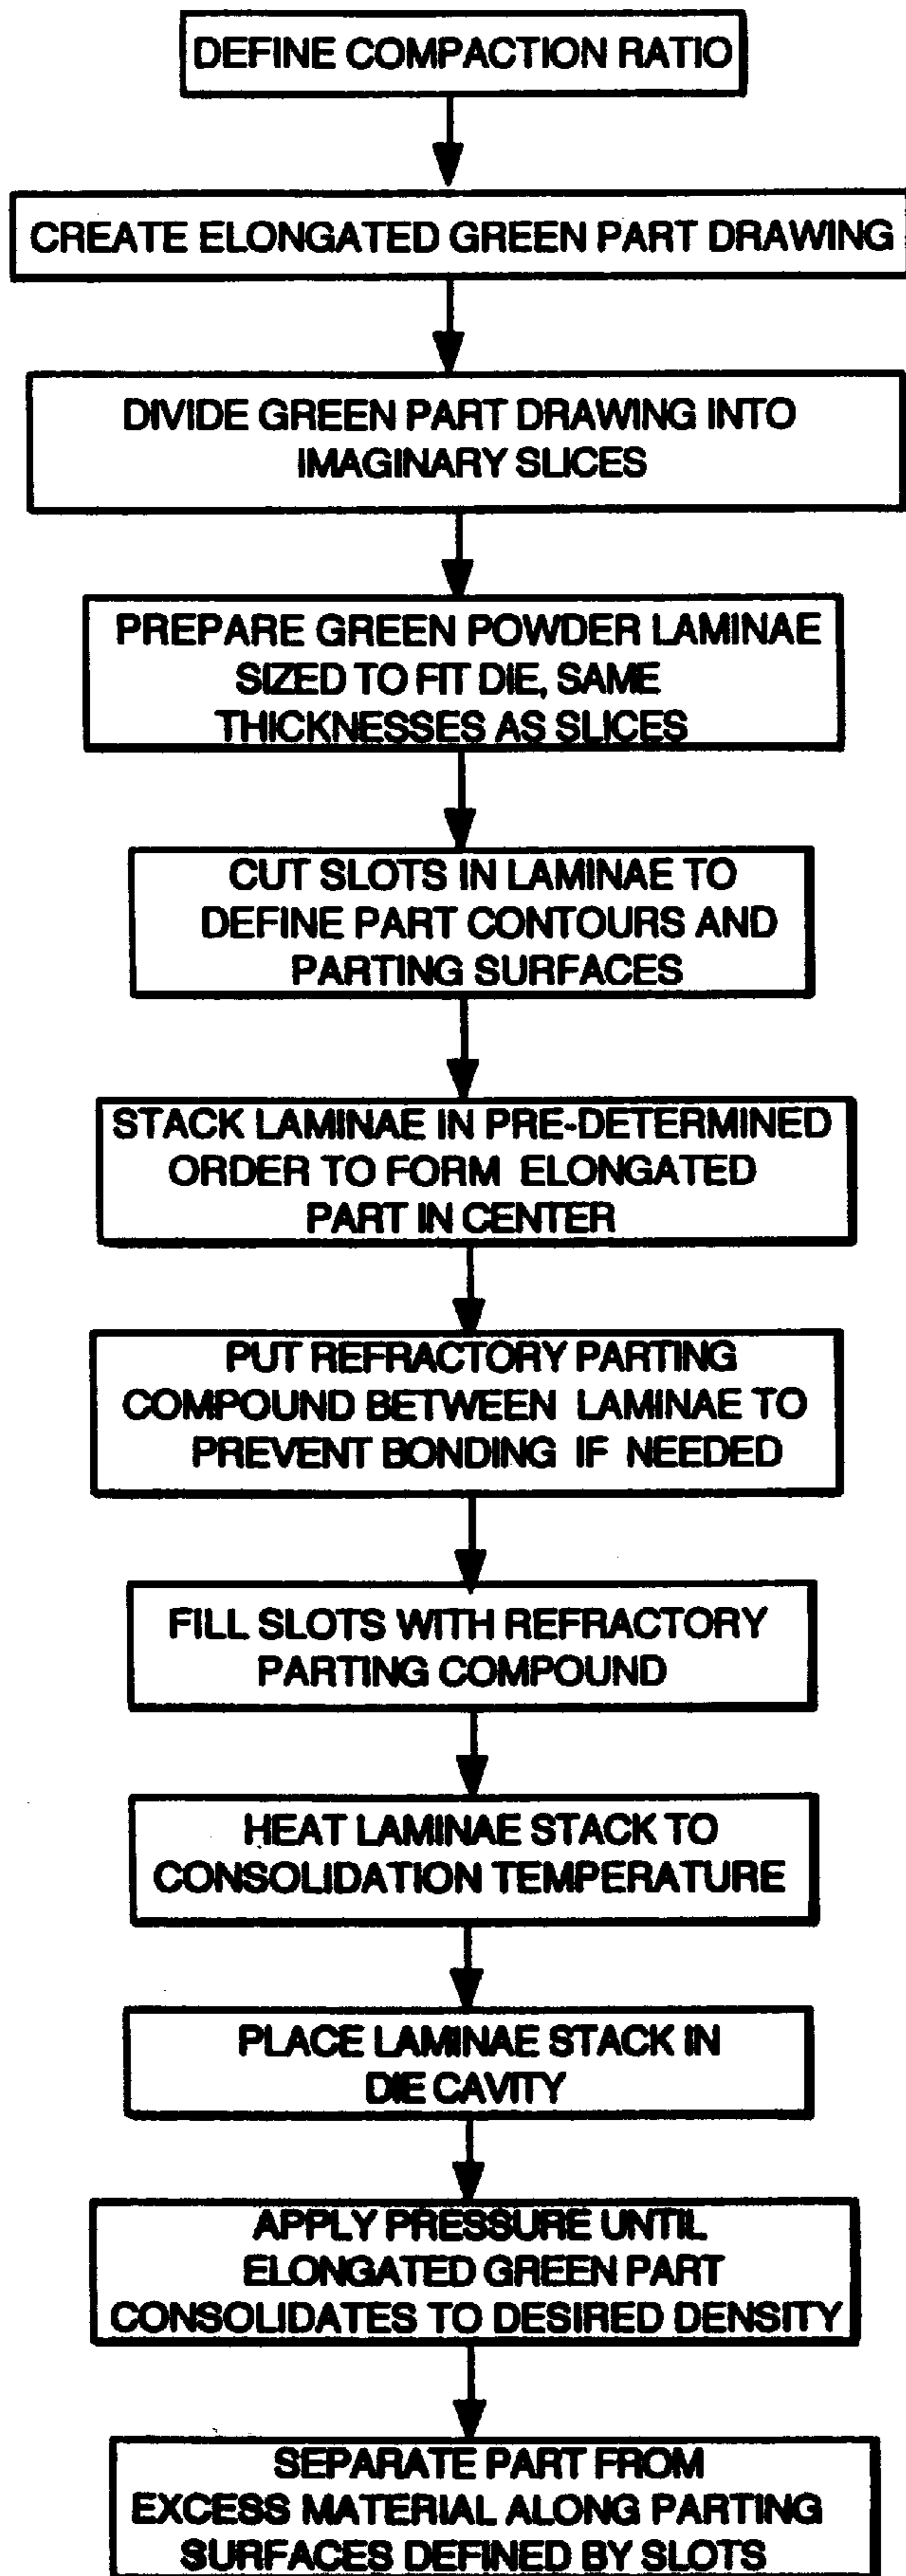 DEFINE COMPACTION RATIO
CREATE ELONGATED GREEN PART DRAWING
DIVIDE GREEN PART DRAWING INTO
IMAGINARY SLICES
PREPARE GREEN POWDER LAMINAE
SIZED TO FIT DIE, SAME
THICKNESSES AS SLICES
CUT SLOTS IN LAMINAE TO
DEFINE PART CONTOURS AND
PARTING SURFACES
STACK LAMINAE IN PRE-DETERMINED
ORDER TO FORM ELONGATED
PART IN CENTER
PUT REFRACTORY PARTING
COMPOUND BETWEEN LAMINAE TO
PREVENT BONDING IF NEEDED
FILL SLOTS WITH REFRACTORY
PARTING COMPOUND
HEAT LAMINAE STACK TO
CONSOLIDATION TEMPERATURE
PLACE LAMINAE STACK IN
DIE CAVITY
APPLY PRESSURE UNTIL
ELONGATED GREEN PART
CONSOLIDATES TO DESIRED DENSITY
SEPARATE PART FROM
EXCESS MATERIAL ALONG PARTING
SURFACES DEFINED BY SLOTS